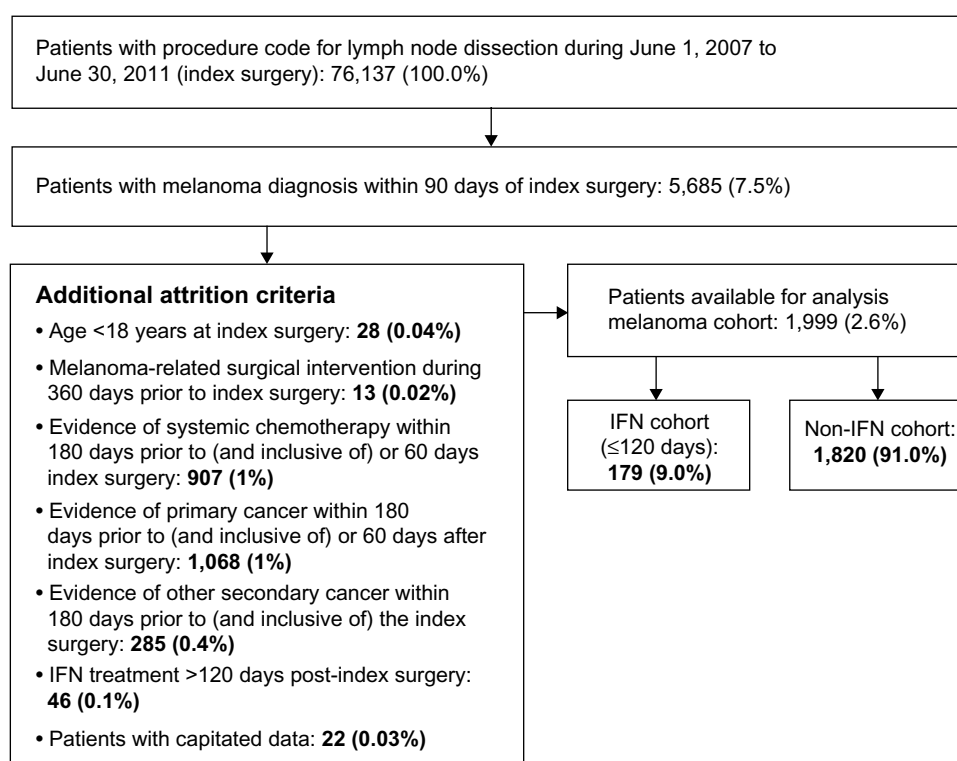 Patients with procedure code for lymph node dissection during June 1, 2007 to
June 30, 2011 (index surgery): 76,137 (100.0%)
Patients with melanoma diagnosis within 90 days of index surgery: 5,685 (7.5%)
Additional attrition criteria
• Age <18 years at index surgery: 28 (0.04%)
• Melanoma-related surgical intervention during
360 days prior to index surgery: 13 (0.02%)
• Evidence of systemic chemotherapy within
180 days prior to (and inclusive of) or 60 days
index surgery: 907 (1%)
• Evidence of primary cancer within 180
days prior to (and inclusive of) or 60 days after
index surgery: 1,068 (1%)
• Evidence of other secondary cancer within
180 days prior to (and inclusive of) the index
surgery: 285 (0.4%)
• IFN treatment >120 days post-index surgery:
46 (0.1%)
• Patients with capitated data: 22 (0.03%)
Patients available for analysis
melanoma cohort: 1,999 (2.6%)
IFN cohort
(≤120 days):
179 (9.0%)
Non-IFN cohort:
1,820 (91.0%)